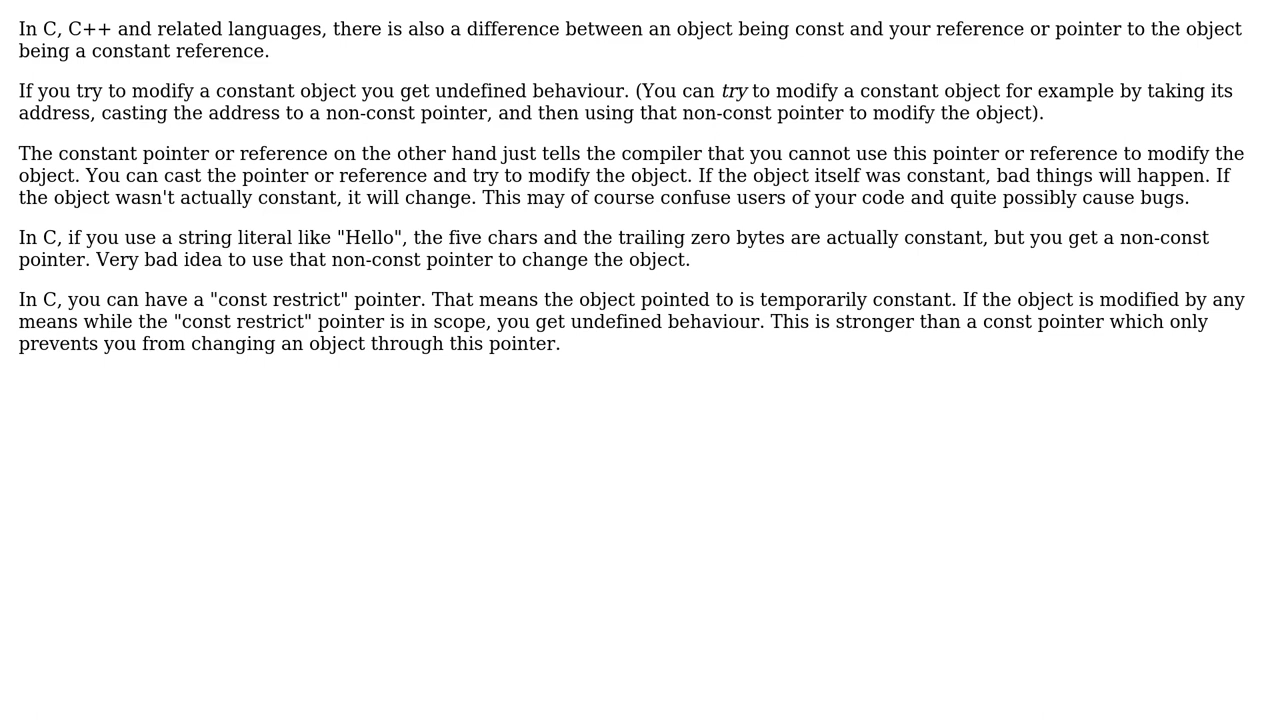 In C, C++ and related languages, there is also a difference between an object being const and your reference or pointer to the object
being a constant reference.
If you try to modify a constant object you get undefined behaviour. (You can try to modify a constant object for example by taking its
address, casting the address to a non-const pointer, and then using that non-const pointer to modify the object).
The constant pointer or reference on the other hand just tells the compiler that you cannot use this pointer or reference to modify the
object. You can cast the pointer or reference and try to modify the object. If the object itself was constant, bad things will happen. If
the object wasn't actually constant, it will change. This may of course confuse users of your code and quite possibly cause bugs.
In C, if you use a string literal like "Hello", the five chars and the trailing zero bytes are actually constant, but you get a non-const
pointer. Very bad idea to use that non-const pointer to change the object.
In C, you can have a "const restrict" pointer. That means the object pointed to is temporarily constant. If the object is modified by any
means while the "const restrict" pointer is in scope, you get undefined behaviour. This is stronger than a const pointer which only
prevents you from changing an object through this pointer.